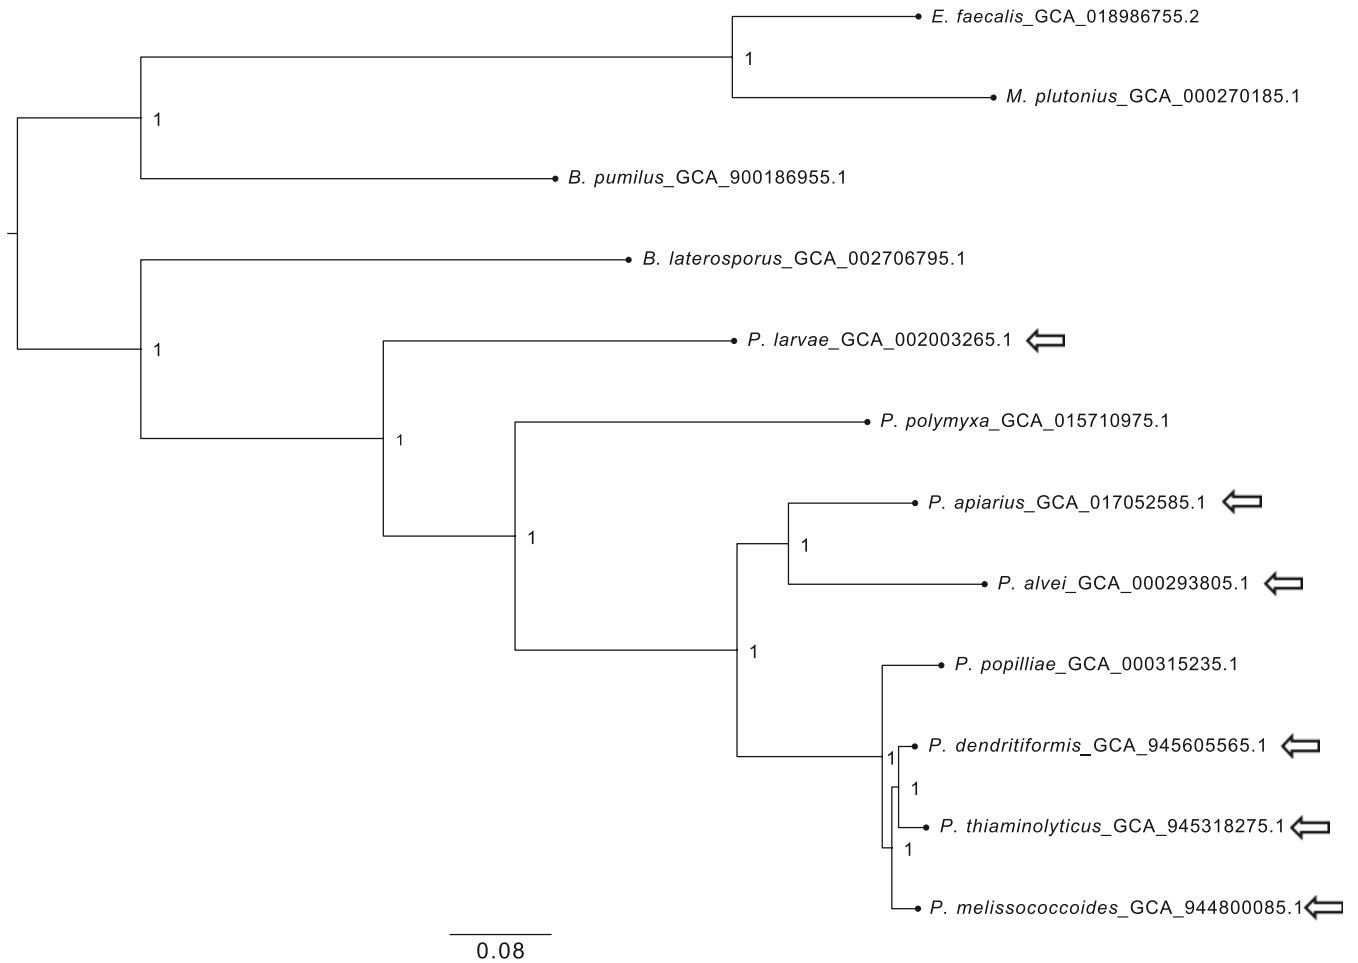 E. faecalis_GCA_018986755.2
1
M. plutonius_GCA_000270185.1
1
B. pumilus_GCA_900186955.1
B. laterosporus_GCA_002706795.1
P. larvae_GCA_002003265.1
1
P. polymyxa_GCA_015710975.1
1
P. apiarius_GCA_017052585.1
1
1
P. alvei_GCA_000293805.1
1
P. popilliae_GCA_000315235.1
P. dendritiformis_GCA_945605565.1
1
1
P. thiaminolyticus_GCA_945318275.1
1
P. melissococcoides_GCA_944800085.1
0.08